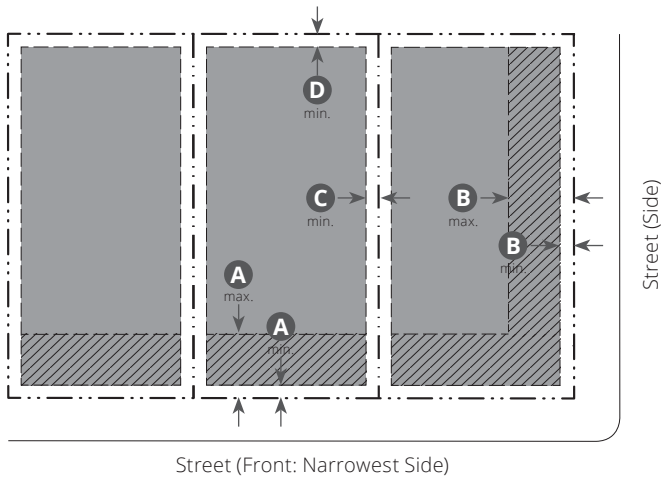 D
min.
C
min.
B
max.
B
min.
A
max.
A
min.
Street (Side)
Street (Front: Narrowest Side)